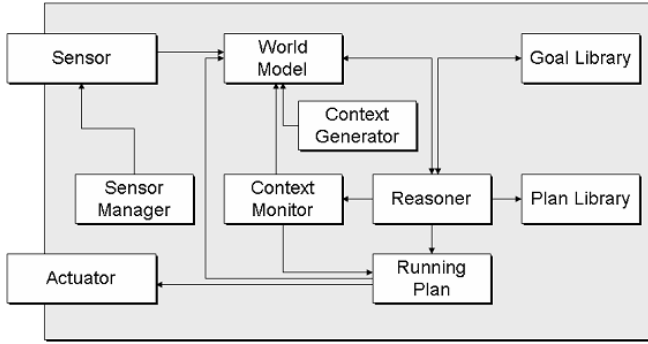 Sensor
World
Model
Goal Library
Context
Generator
Sensor
Manager
Context
Monitor
Reasoner
Plan Library
Actuator
Running
Plan